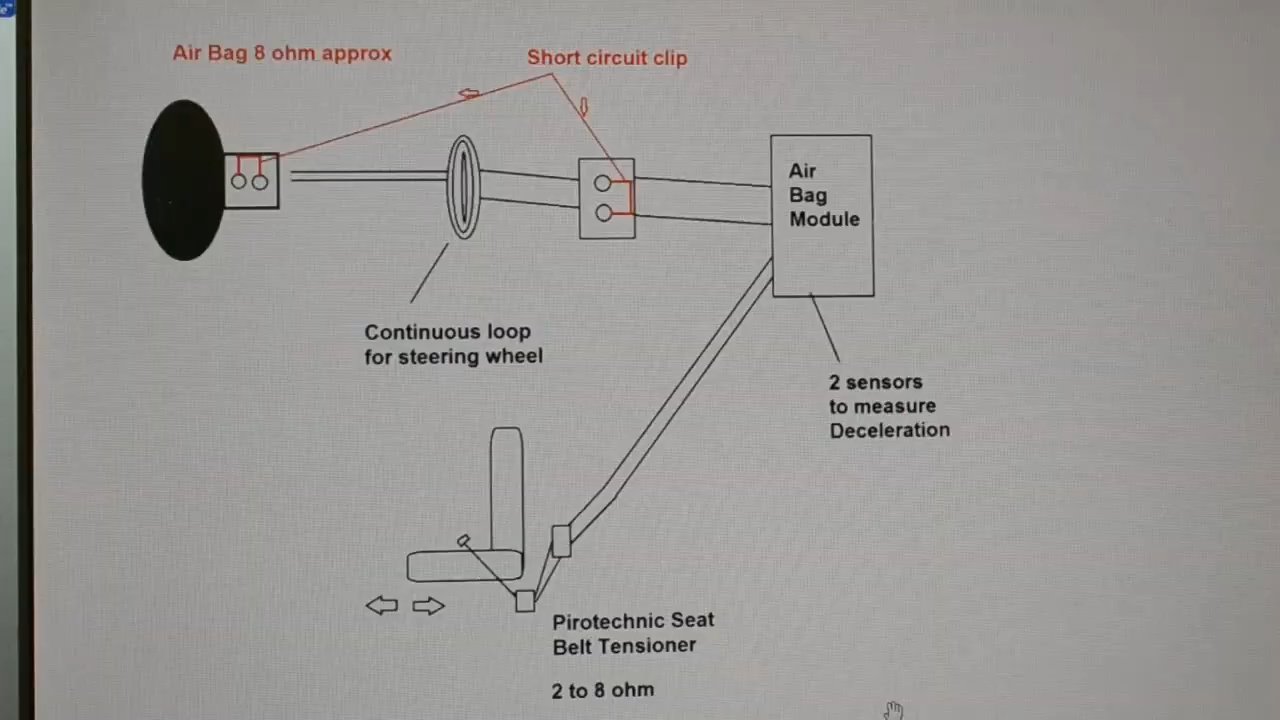 Air Bag 8 ohm approx
Short circuit clip
Air
Bag
Module
Continuous loop
for steering wheel
2 sensors
to measure
Deceleration
Pirotechnic Seat
Belt Tensioner
2 to 8 ohm